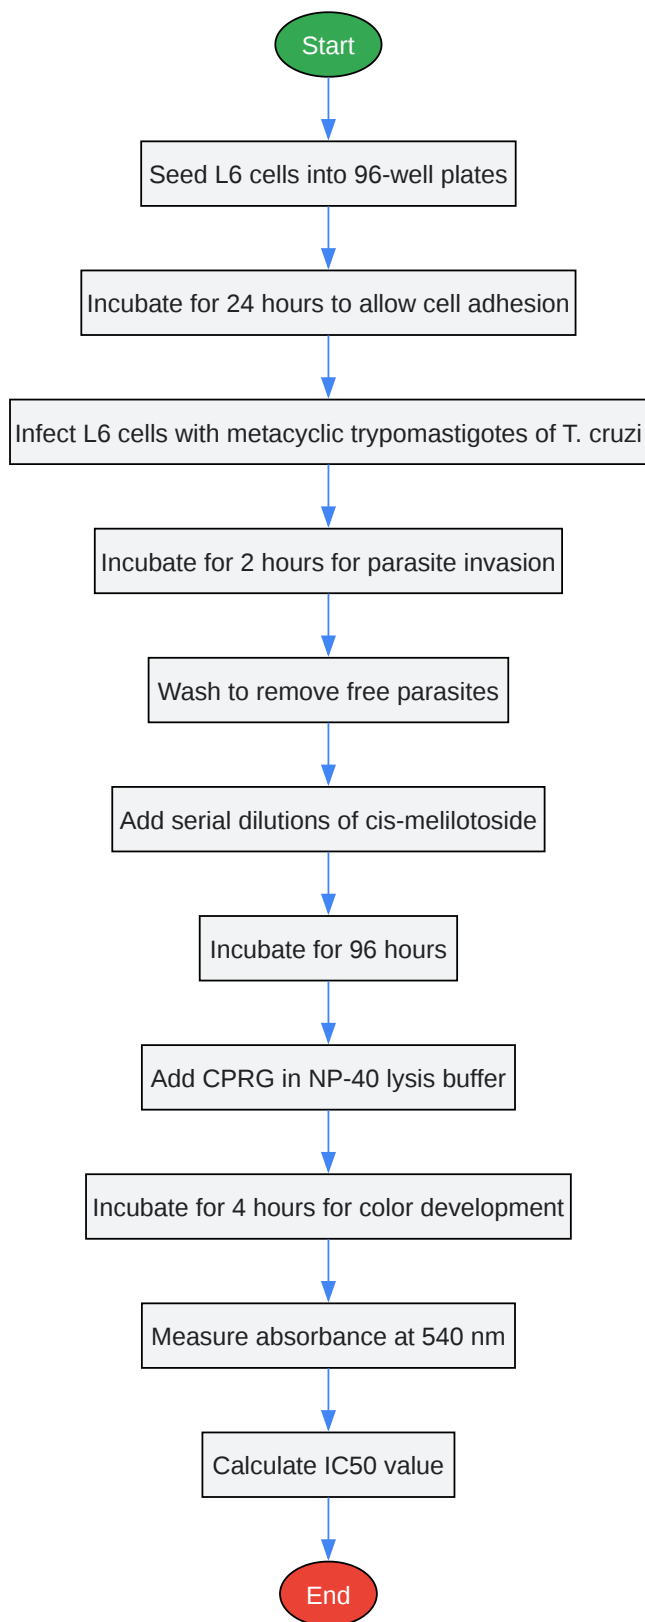 Start
Seed L6 cells into 96-well plates
Incubate for 24 hours to allow cell adhesion
Infect L6 cells with metacyclic trypomastigotes of T. cruzi
Incubate for 2 hours for parasite invasion
Wash to remove free parasites
Add serial dilutions of cis-melilotoside
Incubate for 96 hours
Add CPRG in NP-40 lysis buffer
Incubate for 4 hours for color development
Measure absorbance at 540 nm
Calculate IC50 value
End